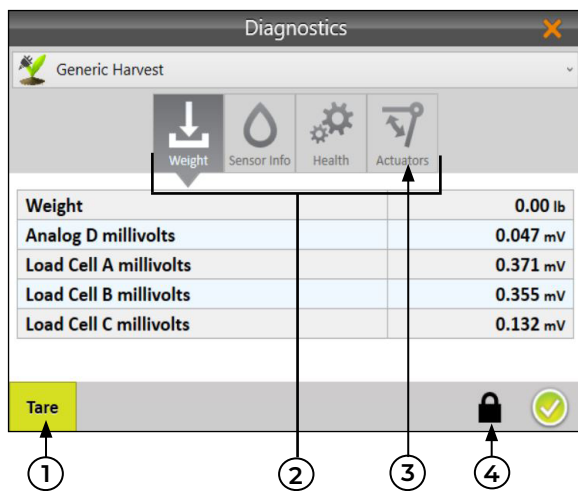 Diagnostics
Generic Harvest
Weight Sensor Info Health Actuators
Weight 0.00 lb
Analog D millivolts 0.047 mV
Load Cell A millivolts 0.371 mV
Load Cell B millivolts 0.355 mV
Load Cell C millivolts 0.132 mV
Tare
1 2 3 4